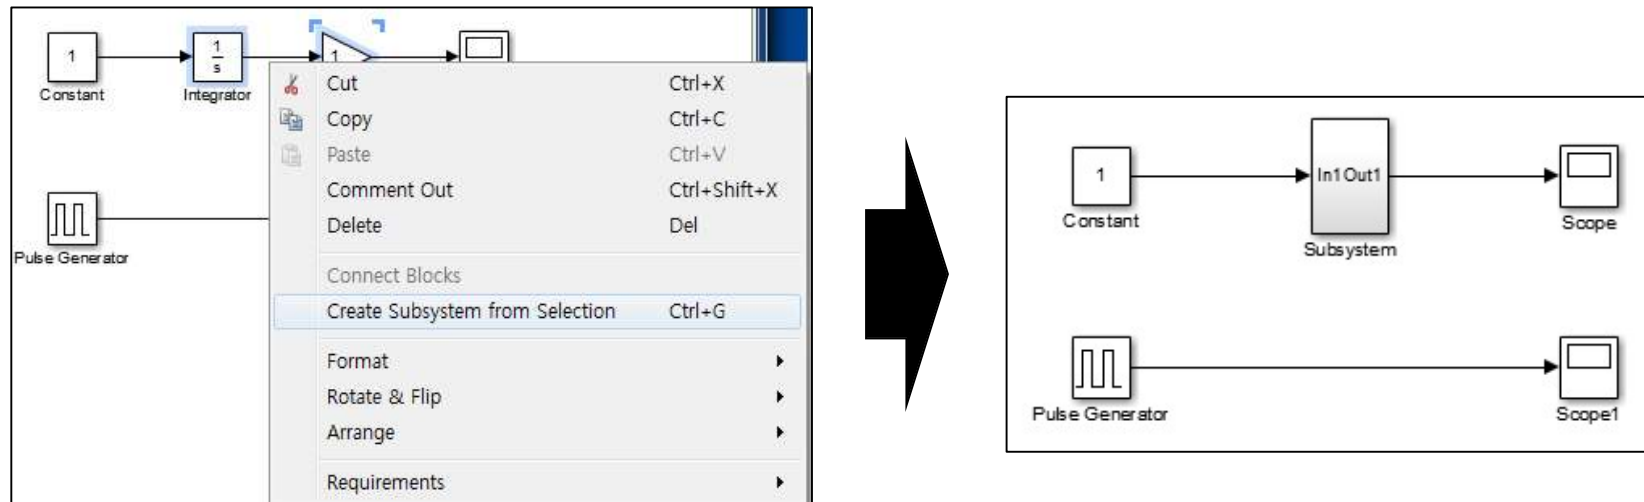 1
Constant
1
s
Integrator
1
Pulse Generator
Cut Ctrl+X
Copy Ctrl+C
Paste Ctrl+V
Comment Out Ctrl+Shift+X
Delete Del
Connect Blocks
Create Subsystem from Selection Ctrl+G
Format
Rotate & Flip
Arrange
Requirements
1
Constant
In1 Out1
Subsystem
Scope
Pulse Generator
Scope1